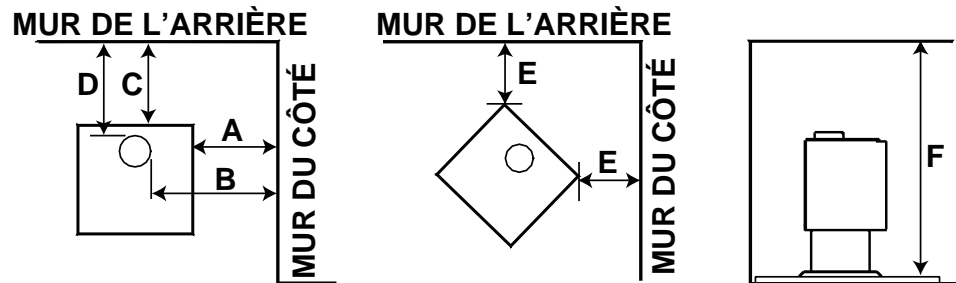 MUR DE L'ARRIÈRE
D
C
A
B
MUR DU CÔTÉ
MUR DE L'ARRIÈRE
E
E
MUR DU CÔTÉ
F